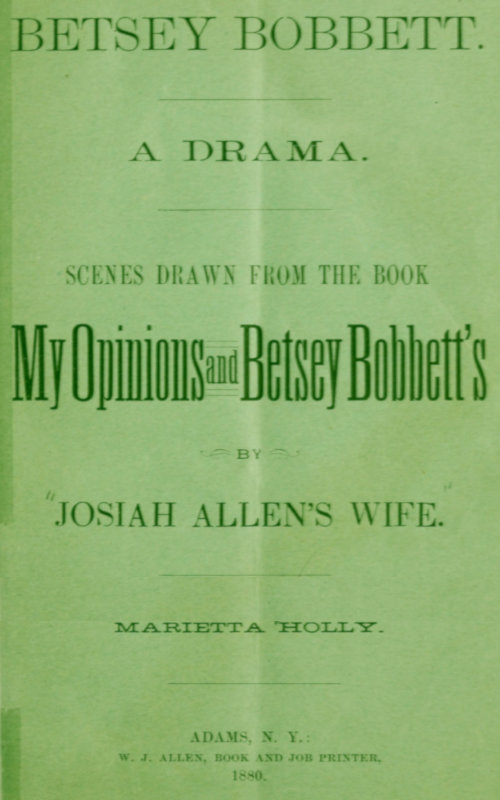 BETSEY BOBBETT.
A DRAMA.
SCENES DRAWN FROM THE BOOK
My Opinions and Betsey Bobbett's
BY
"JOSIAH ALLEN'S WIFE."
MARIETTA HOLLY.
ADAMS, N. Y.:
W. J. ALLEN, BOOK AND JOB PRINTER,
1880.